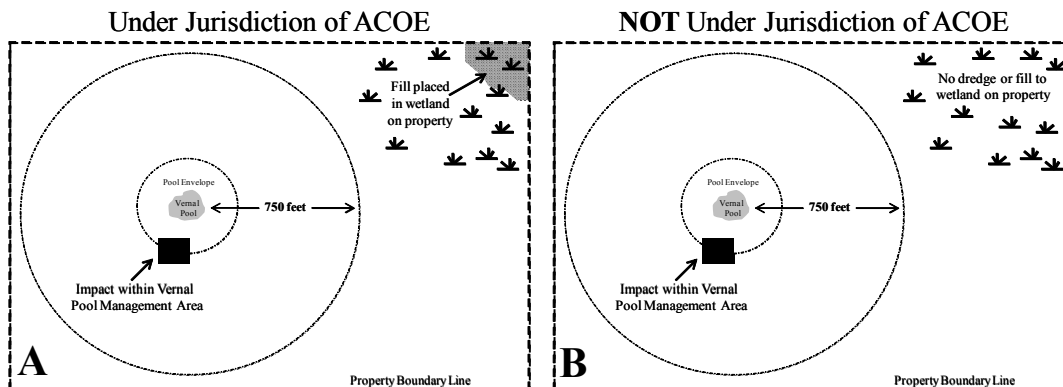 Under Jurisdiction of ACOE
Fill placed
in wetland
on property
Pool Envelope
Vernal
Pool
750 feet
Impact within Vernal
Pool Management Area
A
Property Boundary Line
NOT Under Jurisdiction of ACOE
No dredge or fill to
wetland on property
Pool Envelope
Vernal
Pool
750 feet
Impact within Vernal
Pool Management Area
B
Property Boundary Line